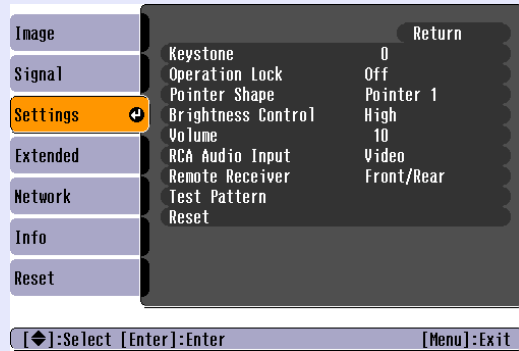 Image
Signal
Settings
Extended
Network
Info
Reset
Return
Keystone 0
Operation Lock Off
Pointer Shape Pointer 1
Brightness Control High
Volume 10
RCA Audio Input Video
Remote Receiver Front/Rear
Test Pattern
Reset
[◆]:Select [Enter]:Enter [Menu]:Exit